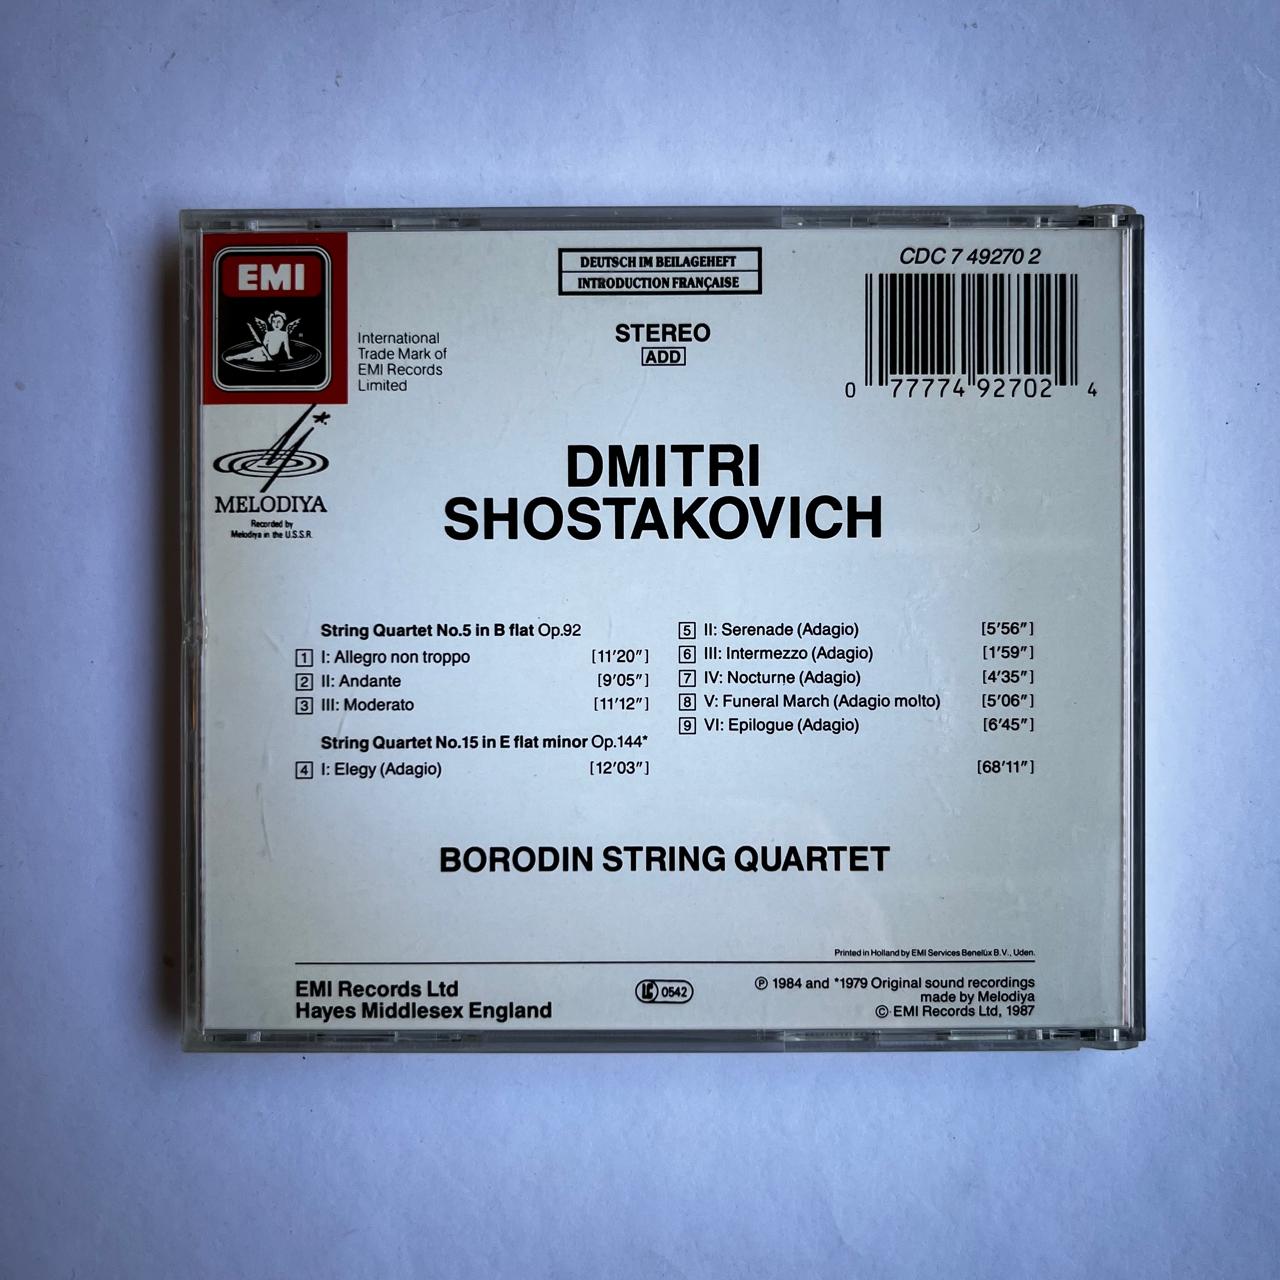 EMI
International
Trade Mark of
EMI Records
Limited
MELODIYA
Recorded by
Melodiya in the U.S.S.R.
DEUTSCH IM BEILAGEHEFT
INTRODUCTION FRANÇAISE
STEREO
ADD
CDC 7 49270 2
0 77774 92702 4
DMITRI
SHOSTAKOVICH
String Quartet No.5 in B flat Op.92
1 I: Allegro non troppo [11'20"]
2 II: Andante [9'05"]
3 III: Moderato [11'12"]
String Quartet No.15 in E flat minor Op.144*
4 I: Elegy (Adagio) [12'03"]
5 II: Serenade (Adagio) [5'56"]
6 III: Intermezzo (Adagio) [1'59"]
7 IV: Nocturne (Adagio) [4'35"]
8 V: Funeral March (Adagio molto) [5'06"]
9 VI: Epilogue (Adagio) [6'45"]
[68'11"]
BORODIN STRING QUARTET
Printed in Holland by EMI Services Benelüx B.V., Uden.
EMI Records Ltd
Hayes Middlesex England
LC 0542
℗ 1984 and *1979 Original sound recordings
made by Melodiya
© EMI Records Ltd, 1987